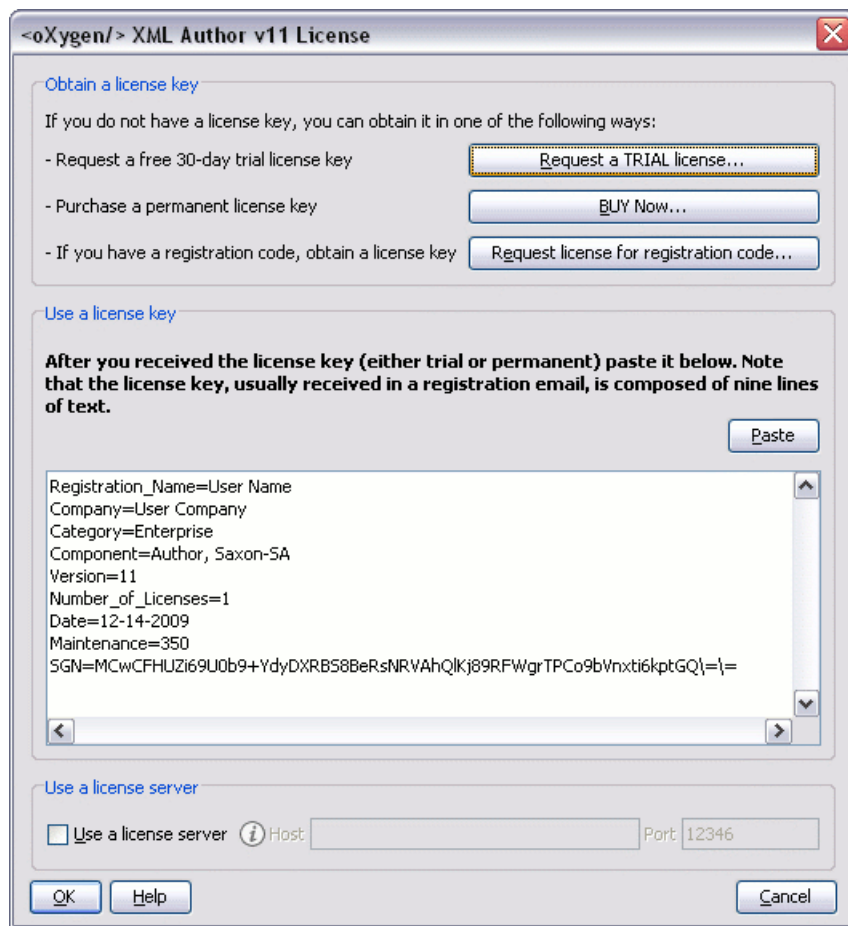 <oXygen/> XML Author v11 License
Obtain a license key
If you do not have a license key, you can obtain it in one of the following ways:
- Request a free 30-day trial license key
Request a TRIAL license...
- Purchase a permanent license key
BUY Now...
- If you have a registration code, obtain a license key
Request license for registration code...
Use a license key
After you received the license key (either trial or permanent) paste it below. Note
that the license key, usually received in a registration email, is composed of nine lines
of text.
Paste
Registration_Name=User Name
Company=User Company
Category=Enterprise
Component=Author, Saxon-SA
Version=11
Number_of_Licenses=1
Date=12-14-2009
Maintenance=350
SGN=MCwCFHUZi69U0b9+YdyDXRBS8BeRsNRVAhQlKj89RFWgrTPCo9bVnxti6kptGQ\=\=
Use a license server
Use a license server
Host
Port
12346
OK
Help
Cancel